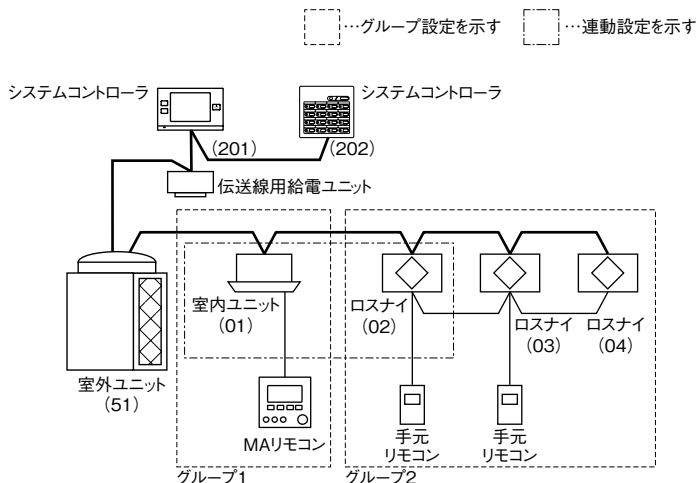 …グループ設定を示す
…連動設定を示す
システムコントローラ
システムコントローラ
(201)
(202)
伝送線用給電ユニット
室内ユニット
(01)
ロスナイ
(02)
ロスナイ
(03)
ロスナイ
(04)
室外ユニット
(51)
MAリモコン
手元
リモコン
手元
リモコン
グループ1
グループ2